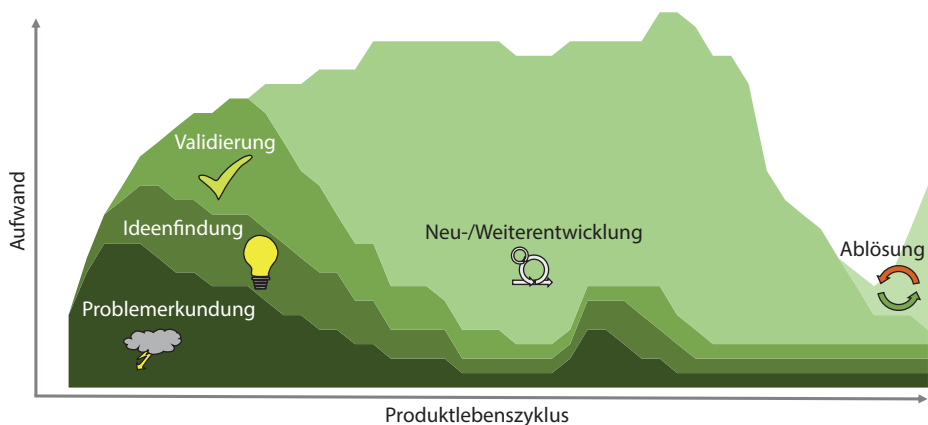 Aufwand
Validierung
Ideenfindung
Problemerkundung
Neu-/Weiterentwicklung
Ablösung
Produktlebenszyklus